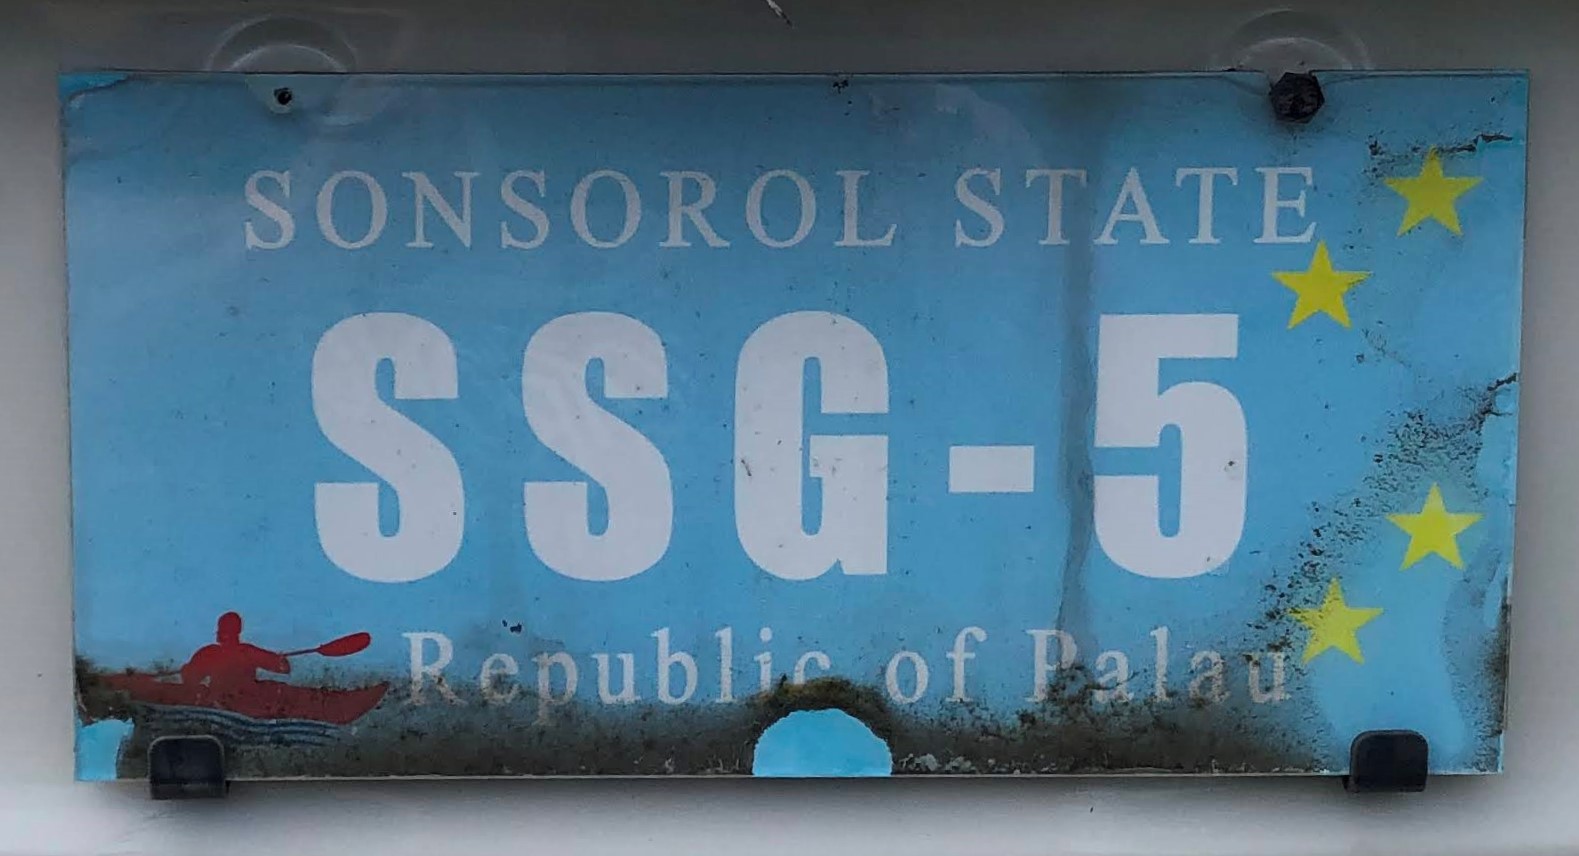 SONSOROL STATE
SSG-5
Republic of Palau